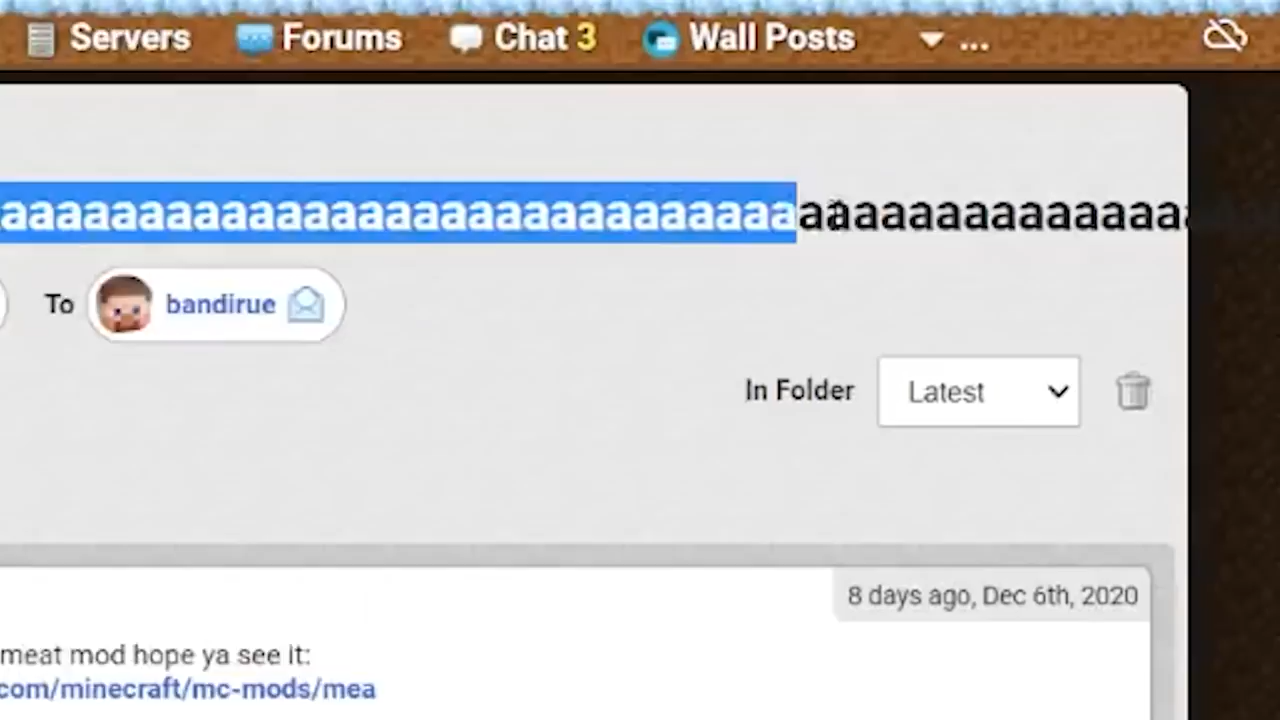 Servers Forums Chat 3 Wall Posts ...
aaaaaaaaaaaaaaaaaaaaaaaaaaaaaaaaaaaaaaaaaaa
To bandirue
In Folder Latest
8 days ago, Dec 6th, 2020
meat mod hope ya see it:
com/minecraft/mc-mods/mea